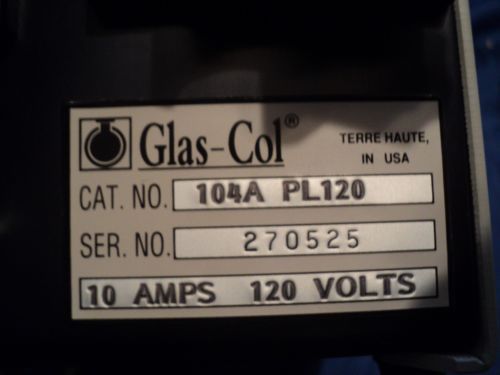 Glas-Col® TERRE HAUTE,
IN USA
CAT. NO. 104A PL120
SER. NO. 270525
10 AMPS 120 VOLTS